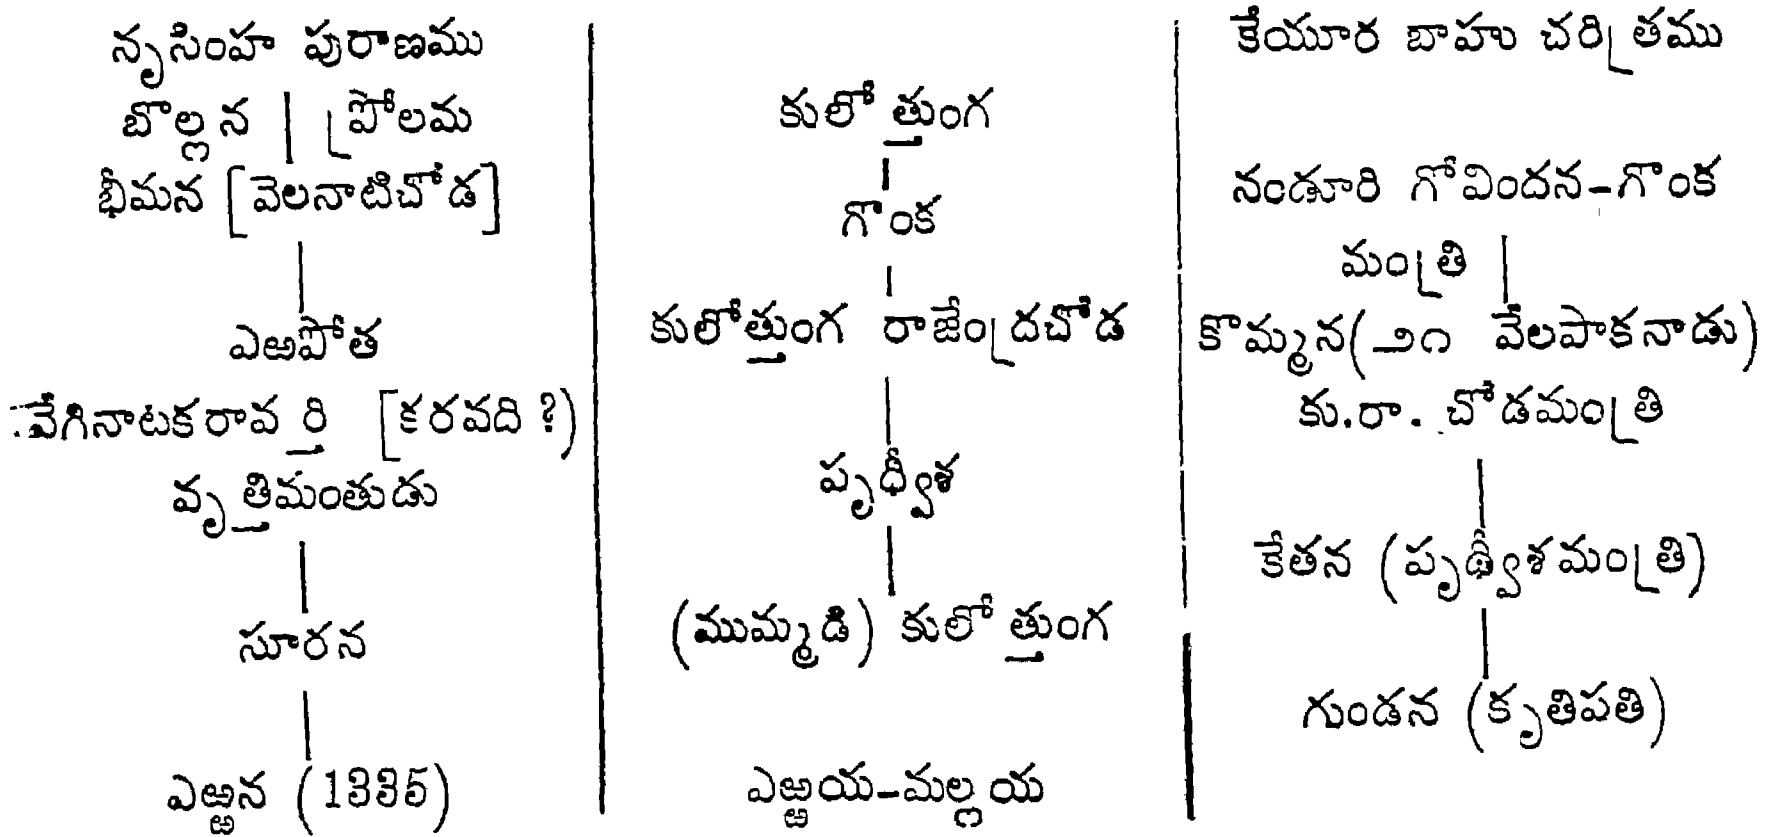 నృసింహ పురాణము
బొల్లన | ప్రోలమ
భీమన [వెలనాటిచోడ]
ఎఱపోత
వేగినాటకరావర్తి [కరవది ?)
వృత్తిమంతుడు
సూరన
ఎఱ్ఱన (1335)
కులోత్తుంగ
గొంక
కులోత్తుంగ రాజేంద్రచోడ
పృథ్వీశ
(ముమ్మడి) కులోత్తుంగ
ఎఱ్ఱయ-మల్లయ
కేయూర బాహు చరిత్రము
నండూరి గోవిందన-గొంక
మంత్రి |
కొమ్మన(౨౧ వేలపాకనాడు)
కు.రా. చోడమంత్రి
కేతన (పృథ్వీశమంత్రి)
గుండన (కృతిపతి)